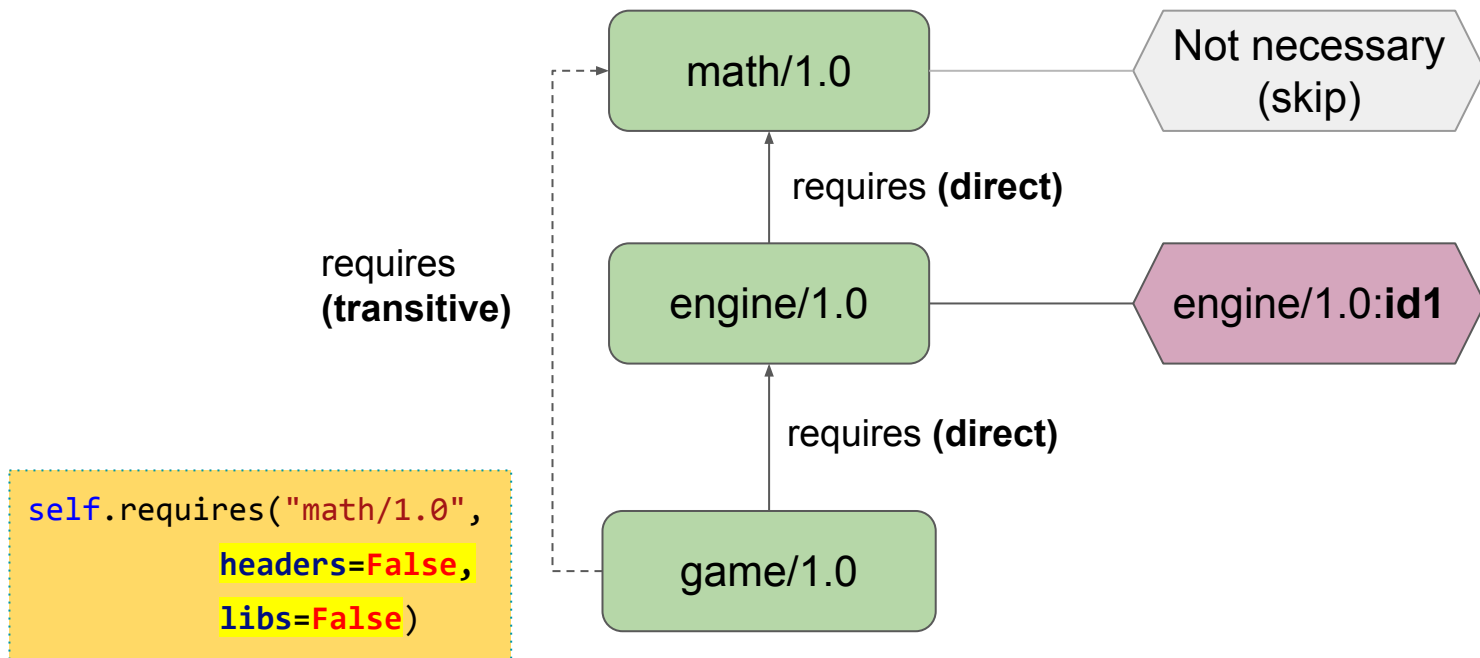 math/1.0
Not necessary
(skip)
requires (direct)
requires
(transitive)
engine/1.0
engine/1.0:id1
requires (direct)
self.requires("math/1.0",
headers=False,
libs=False)
game/1.0